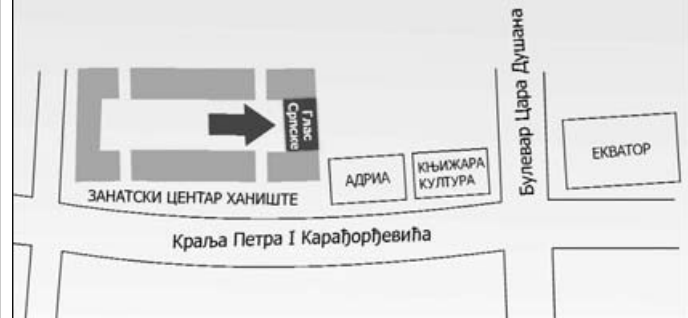 Глас
Српске
Булевар Цара Душана
ЕКВАТОР
АДРИА
КЊИЖАРА
КУЛТУРА
ЗАНАТСКИ ЦЕНТАР ХАНИШТЕ
Краља Петра I Карађорђевића